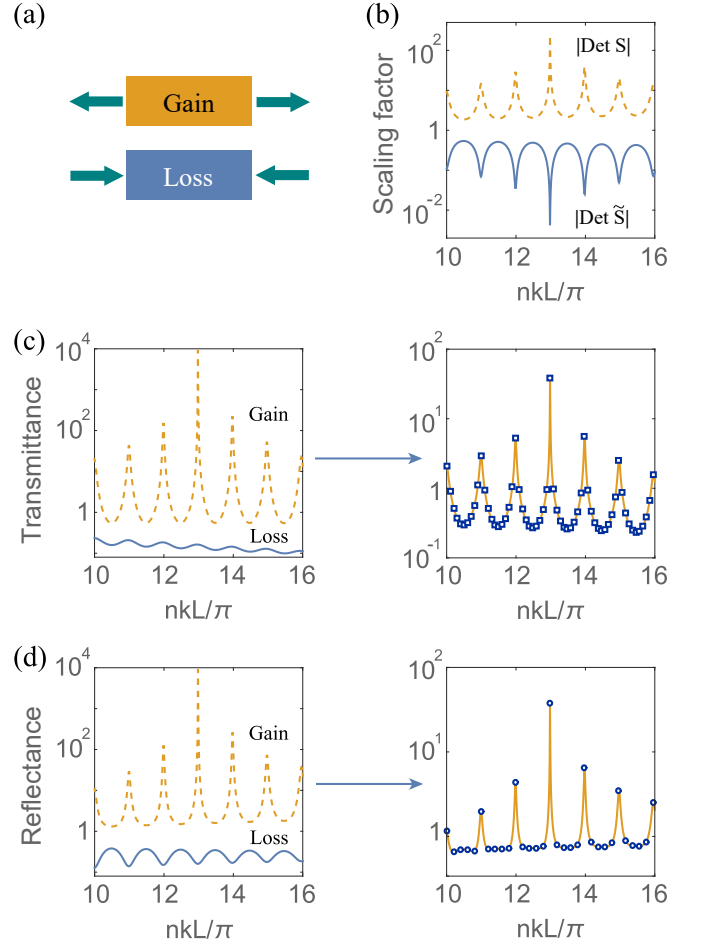 (a)
Gain
Loss
(b)
Scaling factor
10^2
1
10^-2
|Det S|
|Det S̃|
10 12 14 16
nkL/π
(c)
Transmittance
10^4
10^2
1
Gain
Loss
10 12 14 16
nkL/π
10^2
10^1
1
10^-1
10 12 14 16
nkL/π
(d)
Reflectance
10^4
10^2
1
Gain
Loss
10 12 14 16
nkL/π
10^2
10^1
1
10 12 14 16
nkL/π